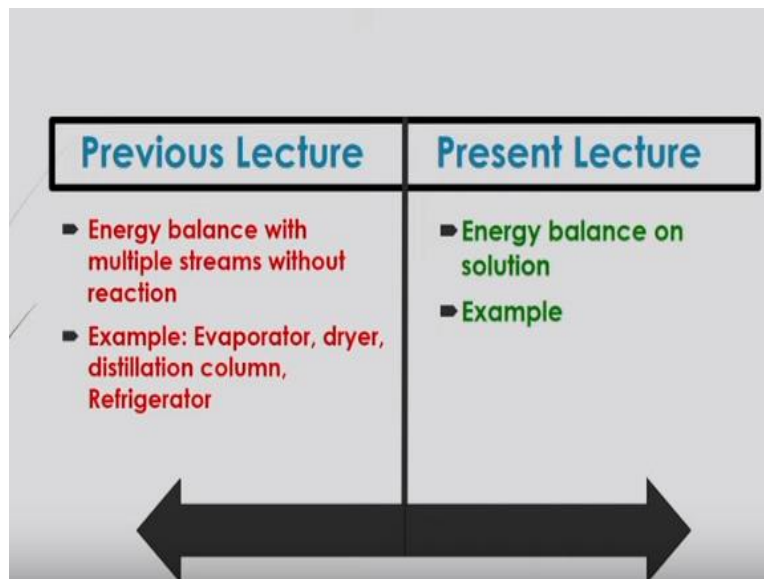 Previous Lecture
Energy balance with
multiple streams without
reaction
Example: Evaporator, dryer,
distillation column,
Refrigerator
Present Lecture
Energy balance on
solution
Example